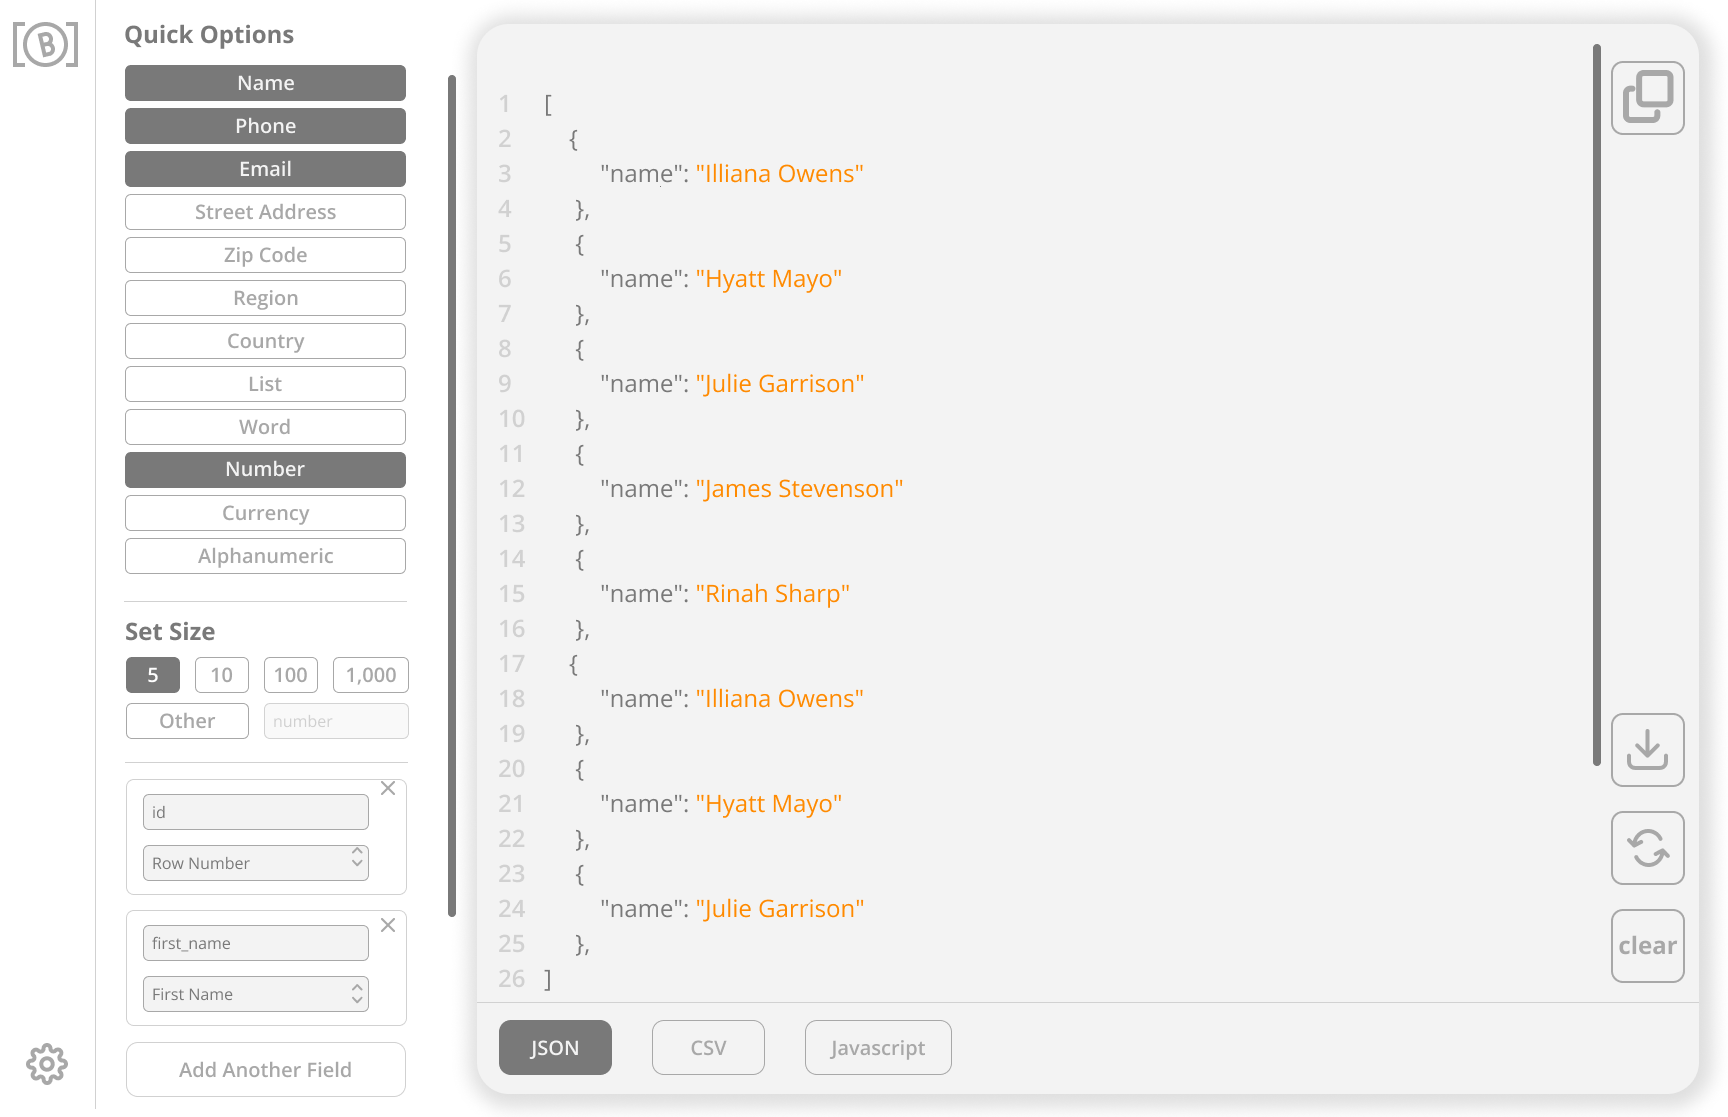 B
Quick Options
Name
Phone
Email
Street Address
Zip Code
Region
Country
List
Word
Number
Currency
Alphanumeric
Set Size
5 10 100 1,000
Other number
id
Row Number
first_name
First Name
Add Another Field
1 [
2 {
3 "name": "Illiana Owens"
4 },
5 {
6 "name": "Hyatt Mayo"
7 },
8 {
9 "name": "Julie Garrison"
10 },
11 {
12 "name": "James Stevenson"
13 },
14 {
15 "name": "Rinah Sharp"
16 },
17 {
18 "name": "Illiana Owens"
19 },
20 {
21 "name": "Hyatt Mayo"
22 },
23 {
24 "name": "Julie Garrison"
25 },
26 ]
clear
JSON CSV Javascript